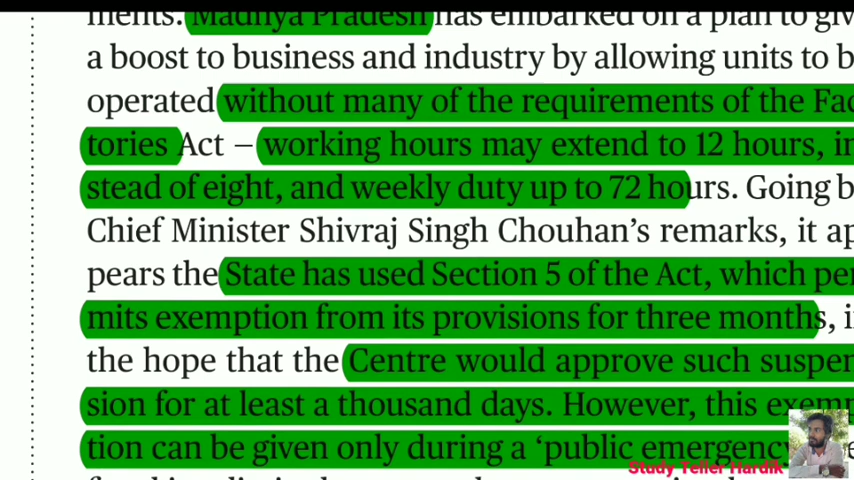 ments. Madhya Pradesh has embarked on a plan to giv
a boost to business and industry by allowing units to b
operated without many of the requirements of the Fac
tories Act – working hours may extend to 12 hours, in
stead of eight, and weekly duty up to 72 hours. Going b
Chief Minister Shivraj Singh Chouhan's remarks, it ap
pears the State has used Section 5 of the Act, which per
mits exemption from its provisions for three months, i
the hope that the Centre would approve such suspen
sion for at least a thousand days. However, this exemp
tion can be given only during a 'public emergency
Study Teller Hardik